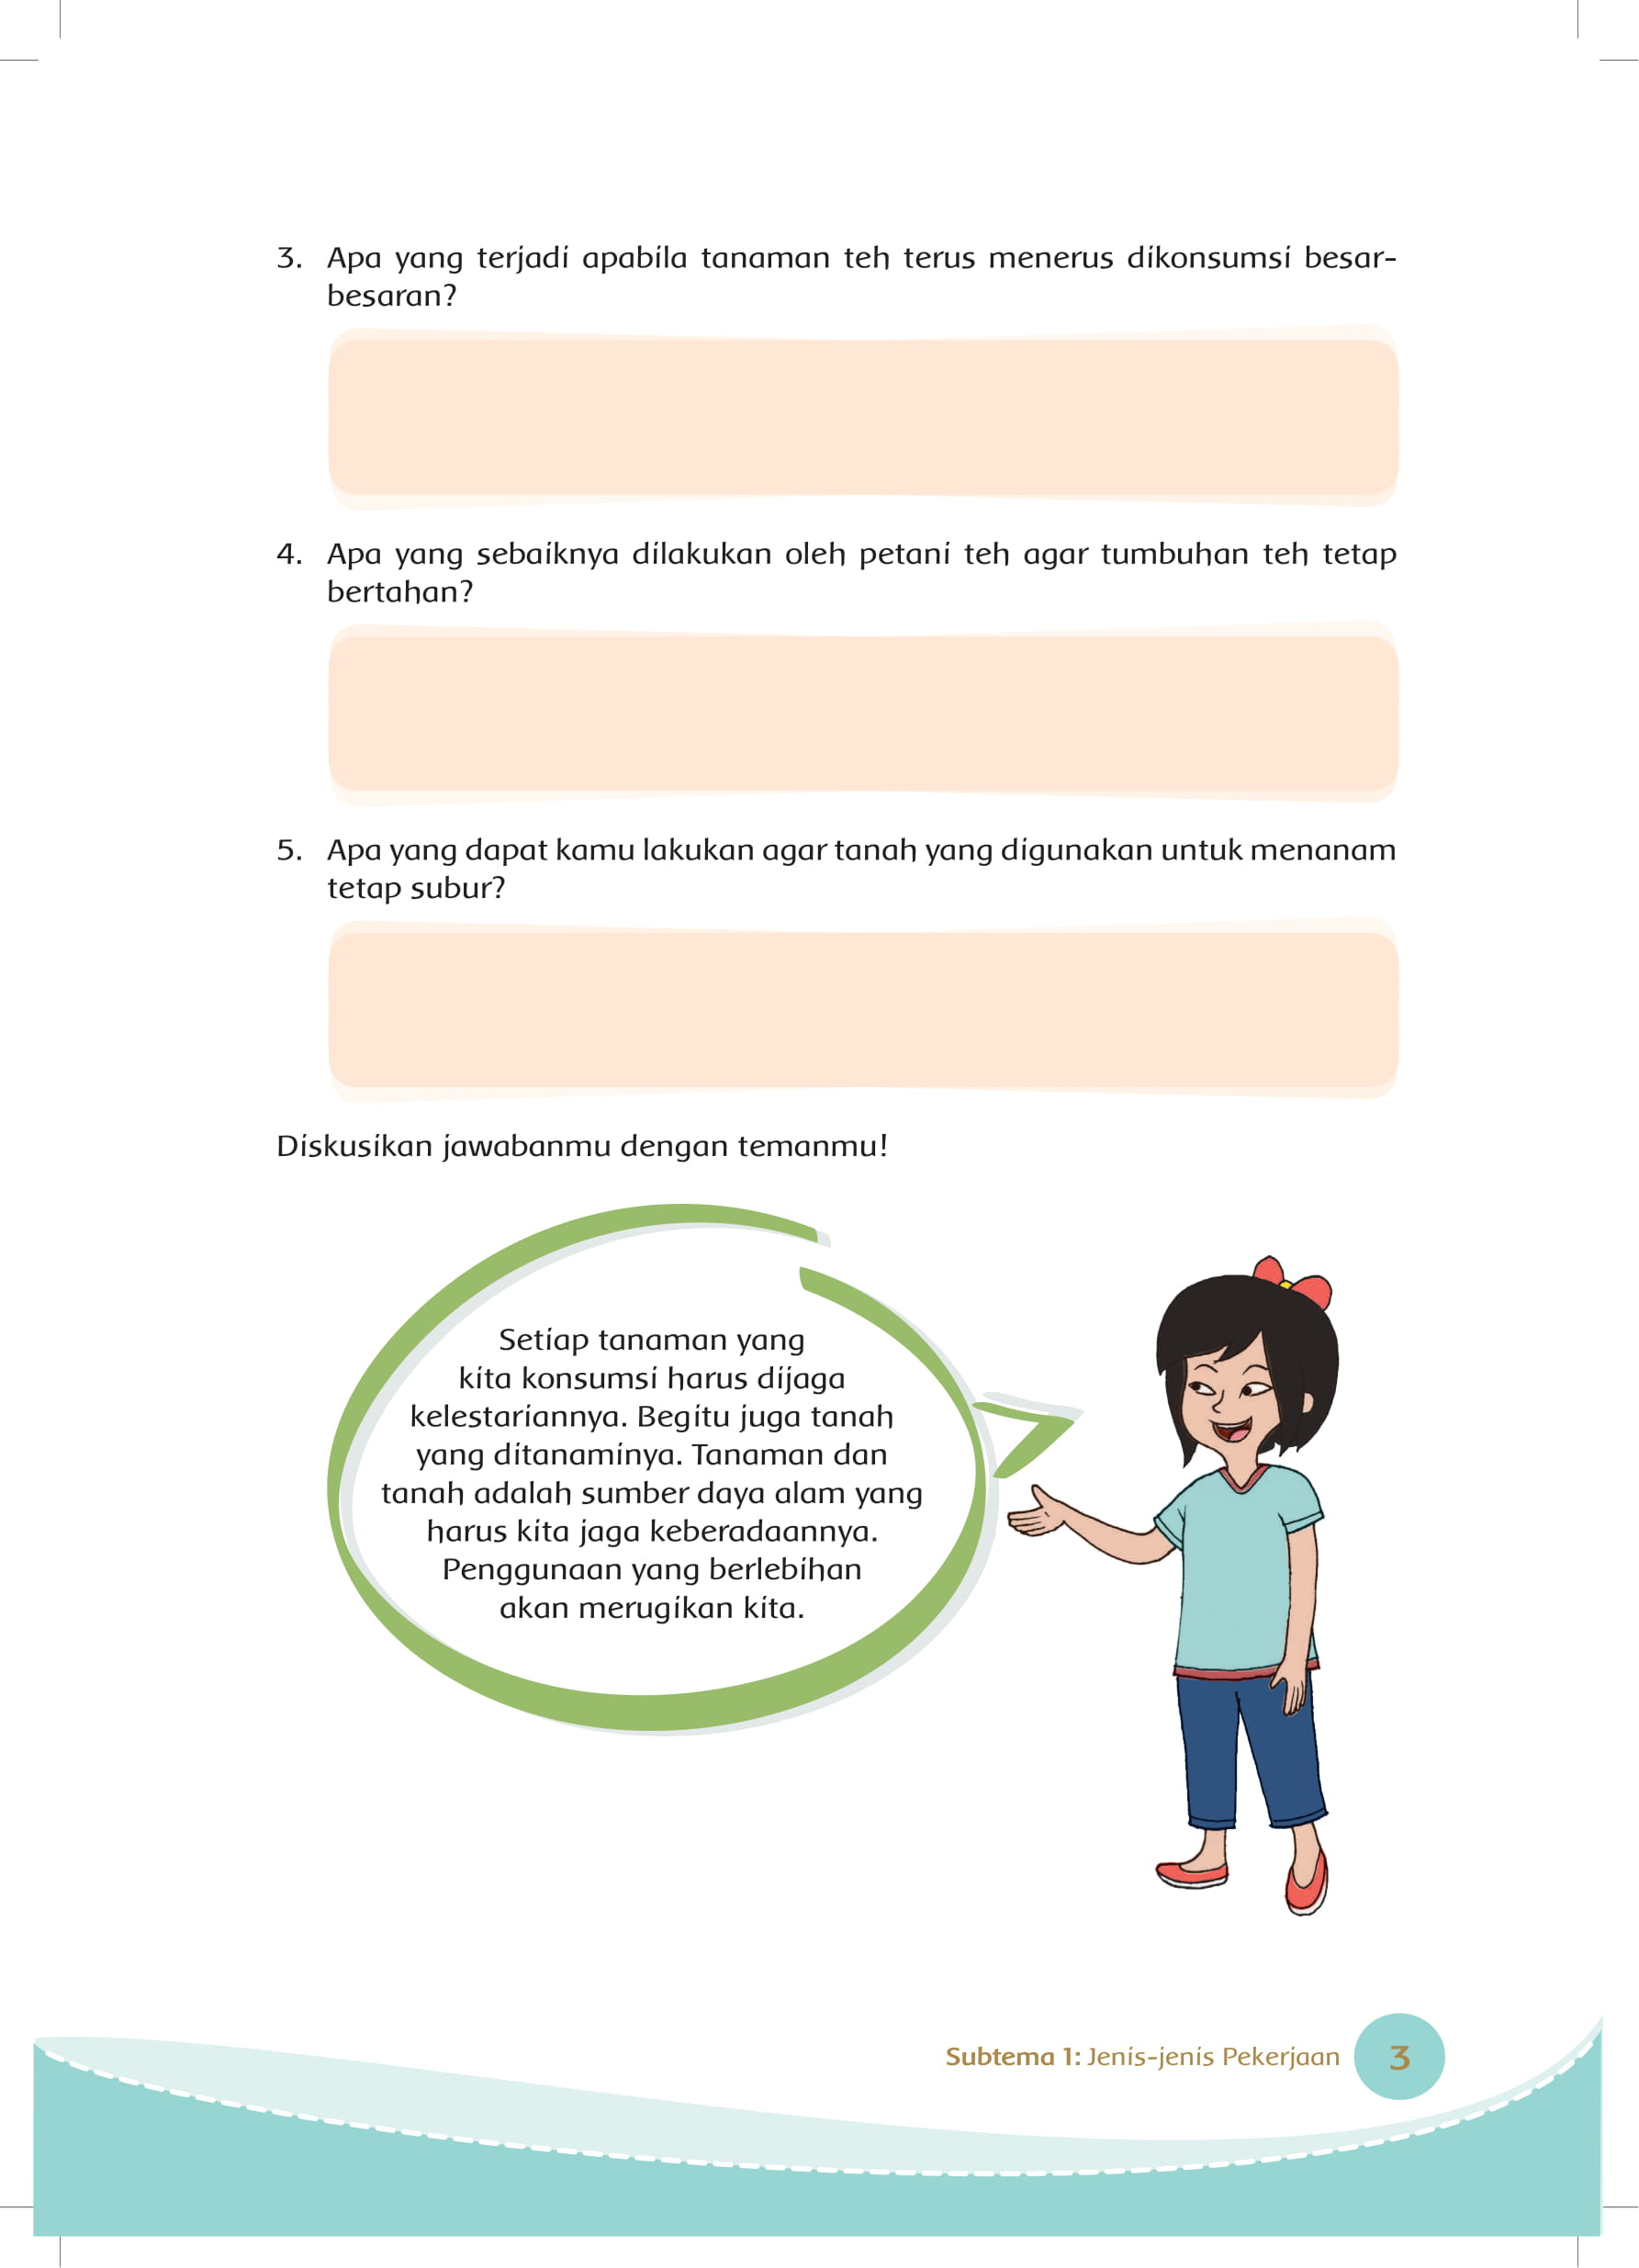 3. Apa yang terjadi apabila tanaman teh terus menerus dikonsumsi besar-
besaran?
4. Apa yang sebaiknya dilakukan oleh petani teh agar tumbuhan teh tetap
bertahan?
5. Apa yang dapat kamu lakukan agar tanah yang digunakan untuk menanam
tetap subur?
Diskusikan jawabanmu dengan temanmu!
Setiap tanaman yang
kita konsumsi harus dijaga
kelestariannya. Begitu juga tanah
yang ditanaminya. Tanaman dan
tanah adalah sumber daya alam yang
harus kita jaga keberadaannya.
Penggunaan yang berlebihan
akan merugikan kita.
Subtema 1: Jenis-jenis Pekerjaan 3